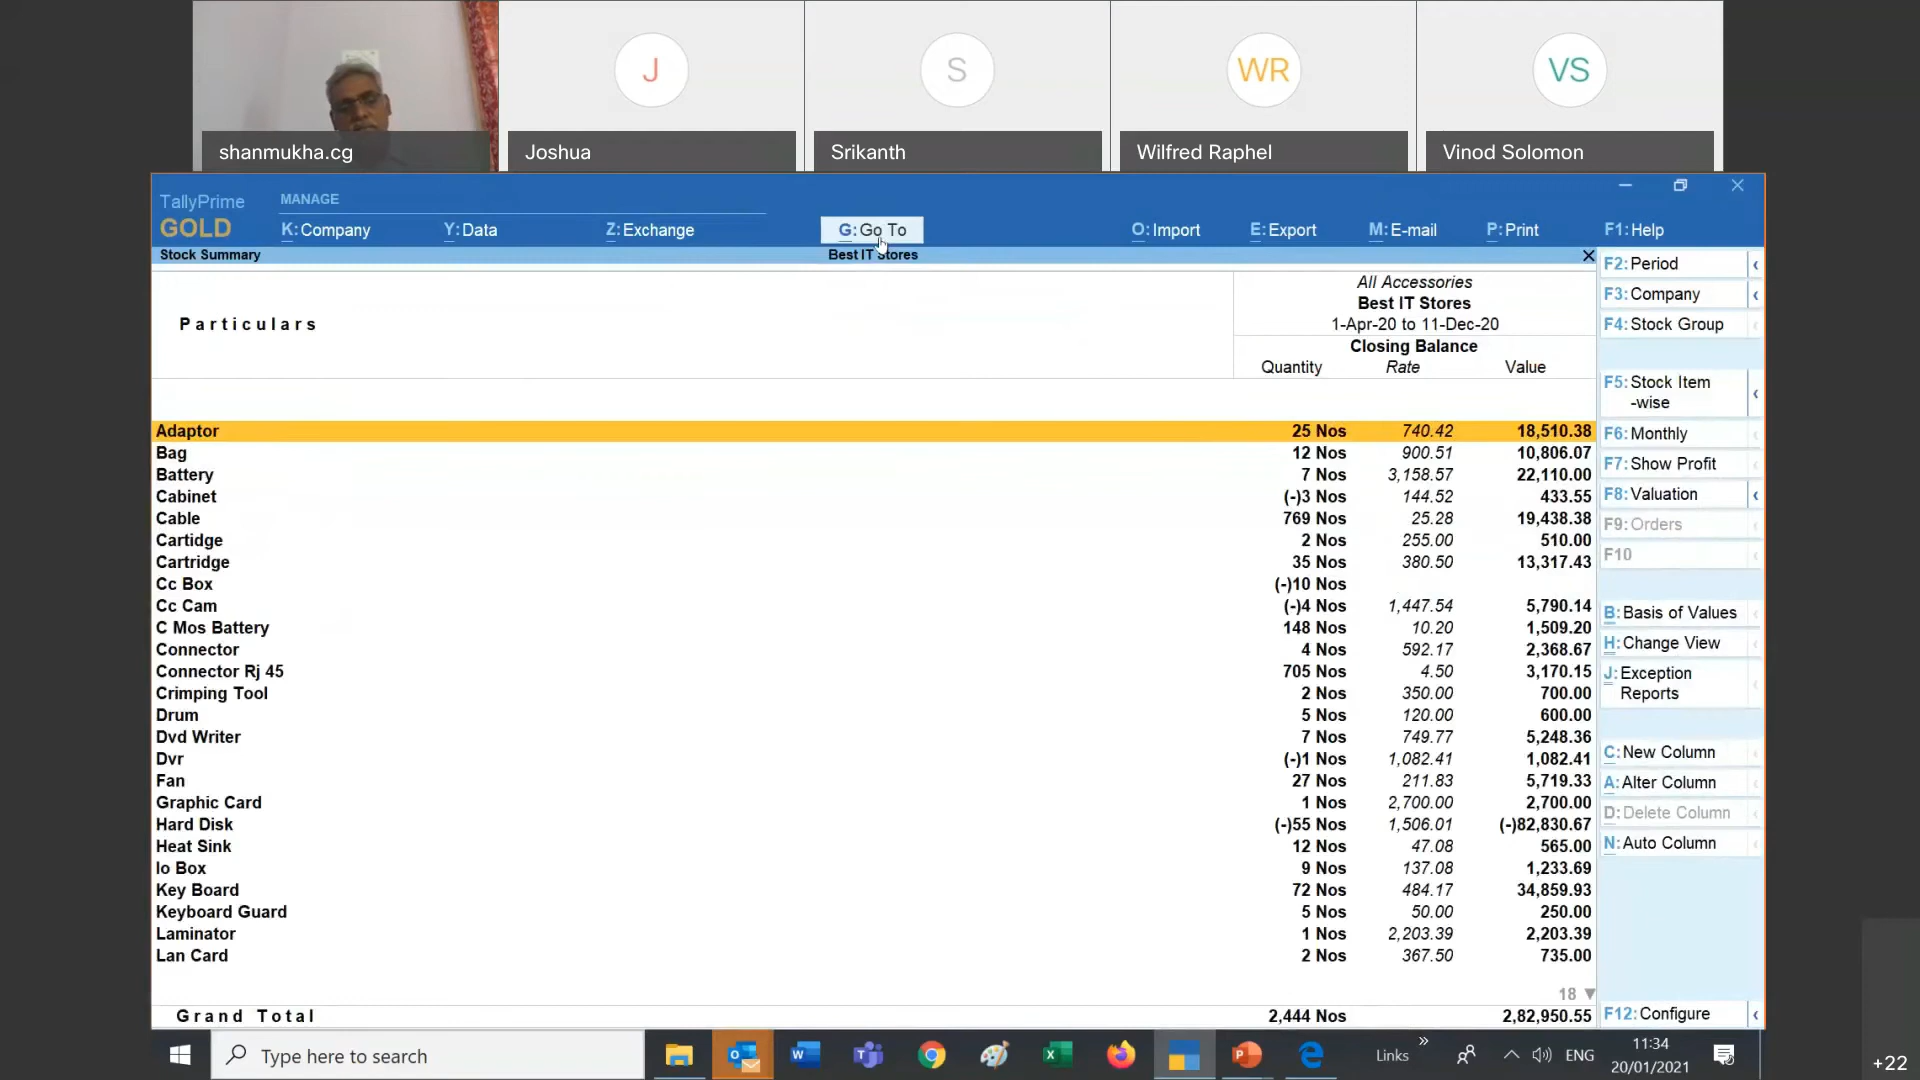 J
S
WR
VS
shanmukha.cg
Joshua
Srikanth
Wilfred Raphel
Vinod Solomon
TallyPrime
GOLD
MANAGE
K:Company
Y:Data
Z:Exchange
G:Go To
O:Import
E:Export
M:E-mail
P:Print
F1:Help
Stock Summary
Best IT Stores
F2:Period
F3:Company
F4:Stock Group
F5:Stock Item
-wise
F6:Monthly
F7:Show Profit
F8:Valuation
F9:Orders
F10
B:Basis of Values
H:Change View
J:Exception
Reports
C:New Column
A:Alter Column
D:Delete Column
N:Auto Column
F12:Configure
Particulars
All Accessories
Best IT Stores
1-Apr-20 to 11-Dec-20
Closing Balance
Quantity Rate Value
Adaptor 25 Nos 740.42 18,510.38
Bag 12 Nos 900.51 10,806.07
Battery 7 Nos 3,158.57 22,110.00
Cabinet (-)3 Nos 144.52 433.55
Cable 769 Nos 25.28 19,438.38
Cartidge 2 Nos 255.00 510.00
Cartridge 35 Nos 380.50 13,317.43
Cc Box (-)10 Nos
Cc Cam (-)4 Nos 1,447.54 5,790.14
C Mos Battery 148 Nos 10.20 1,509.20
Connector 4 Nos 592.17 2,368.67
Connector Rj 45 705 Nos 4.50 3,170.15
Crimping Tool 2 Nos 350.00 700.00
Drum 5 Nos 120.00 600.00
Dvd Writer 7 Nos 749.77 5,248.36
Dvr (-)1 Nos 1,082.41 1,082.41
Fan 27 Nos 211.83 5,719.33
Graphic Card 1 Nos 2,700.00 2,700.00
Hard Disk (-)55 Nos 1,506.01 (-)82,830.67
Heat Sink 12 Nos 47.08 565.00
Io Box 9 Nos 137.08 1,233.69
Key Board 72 Nos 484.17 34,859.93
Keyboard Guard 5 Nos 50.00 250.00
Laminator 1 Nos 2,203.39 2,203.39
Lan Card 2 Nos 367.50 735.00
18 ▼
Grand Total 2,444 Nos 2,82,950.55
Type here to search
Links
ENG
11:34
20/01/2021
+22